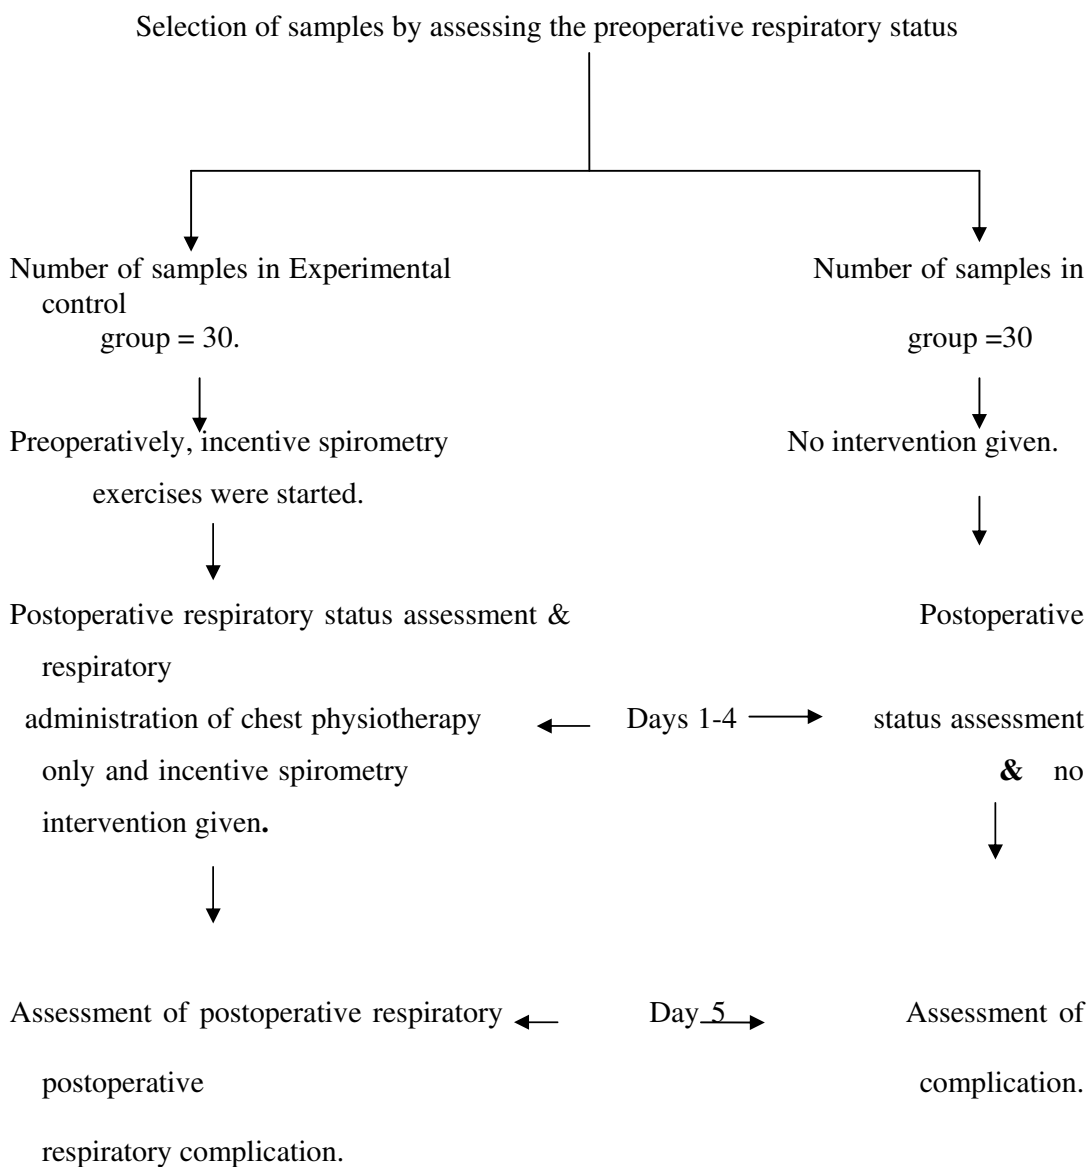 Selection of samples by assessing the preoperative respiratory status
Number of samples in Experimental Number of samples in
control
group = 30. group =30
Preoperatively, incentive spirometry No intervention given.
exercises were started.
Postoperative respiratory status assessment & Postoperative
respiratory
administration of chest physiotherapy Days 1-4 status assessment
only and incentive spirometry & no
intervention given.
Assessment of postoperative respiratory Day 5 Assessment of
postoperative complication.
respiratory complication.